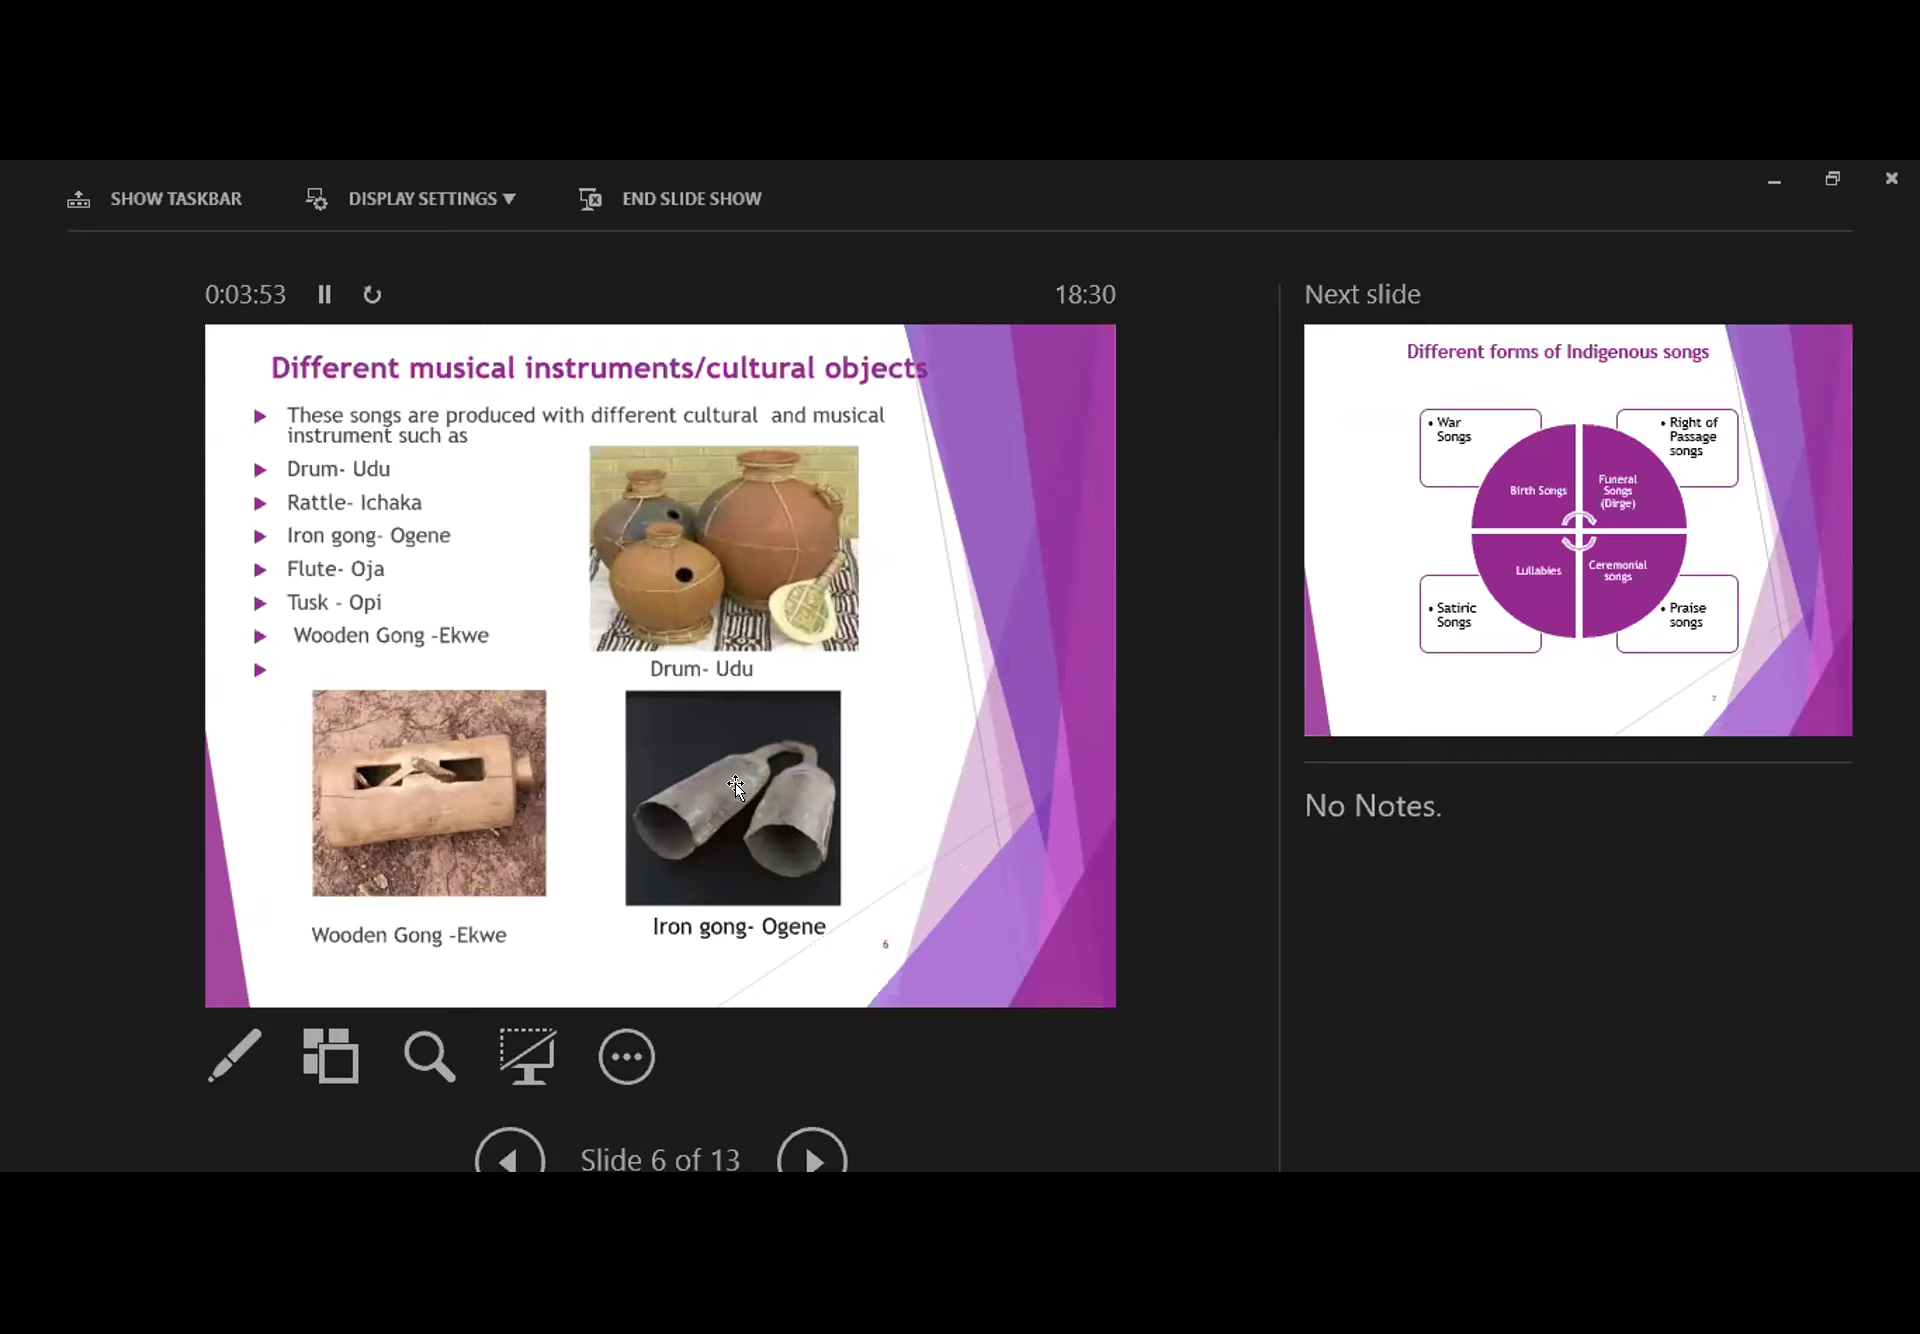 SHOW TASKBAR
DISPLAY SETTINGS ▼
END SLIDE SHOW
0:03:53
18:30
Different musical instruments/cultural objects
These songs are produced with different cultural and musical
instrument such as
Drum- Udu
Rattle- Ichaka
Iron gong- Ogene
Flute- Oja
Tusk - Opi
Wooden Gong -Ekwe
Drum- Udu
Wooden Gong -Ekwe
Iron gong- Ogene
6
Slide 6 of 13
Next slide
Different forms of Indigenous songs
• War
Songs
• Right of
Passage
songs
Birth Songs
Funeral
Songs
(Dirge)
Lullabies
Ceremonial
songs
• Satiric
Songs
• Praise
songs
7
No Notes.